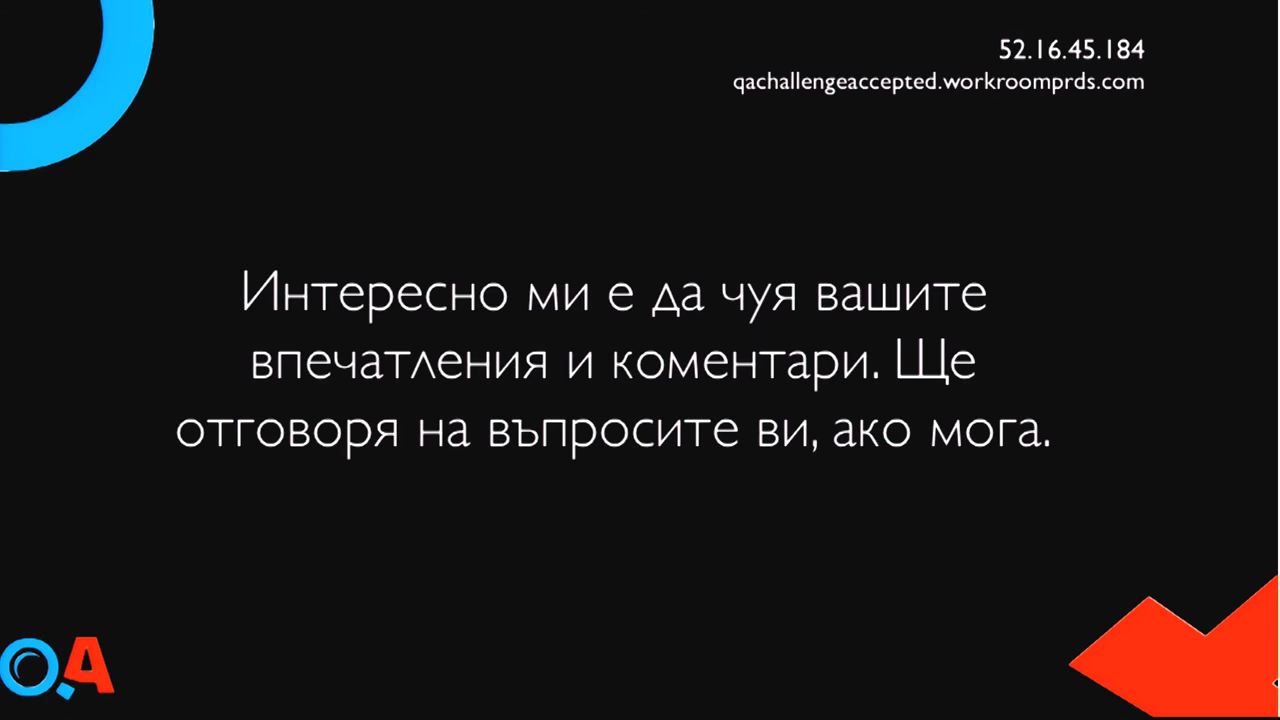 52.16.45.184
qachallengeaccepted.workroomprds.com
Интересно ми е да чуя вашите
впечатления и коментари. Ще
отговоря на въпросите ви, ако мога.
QA